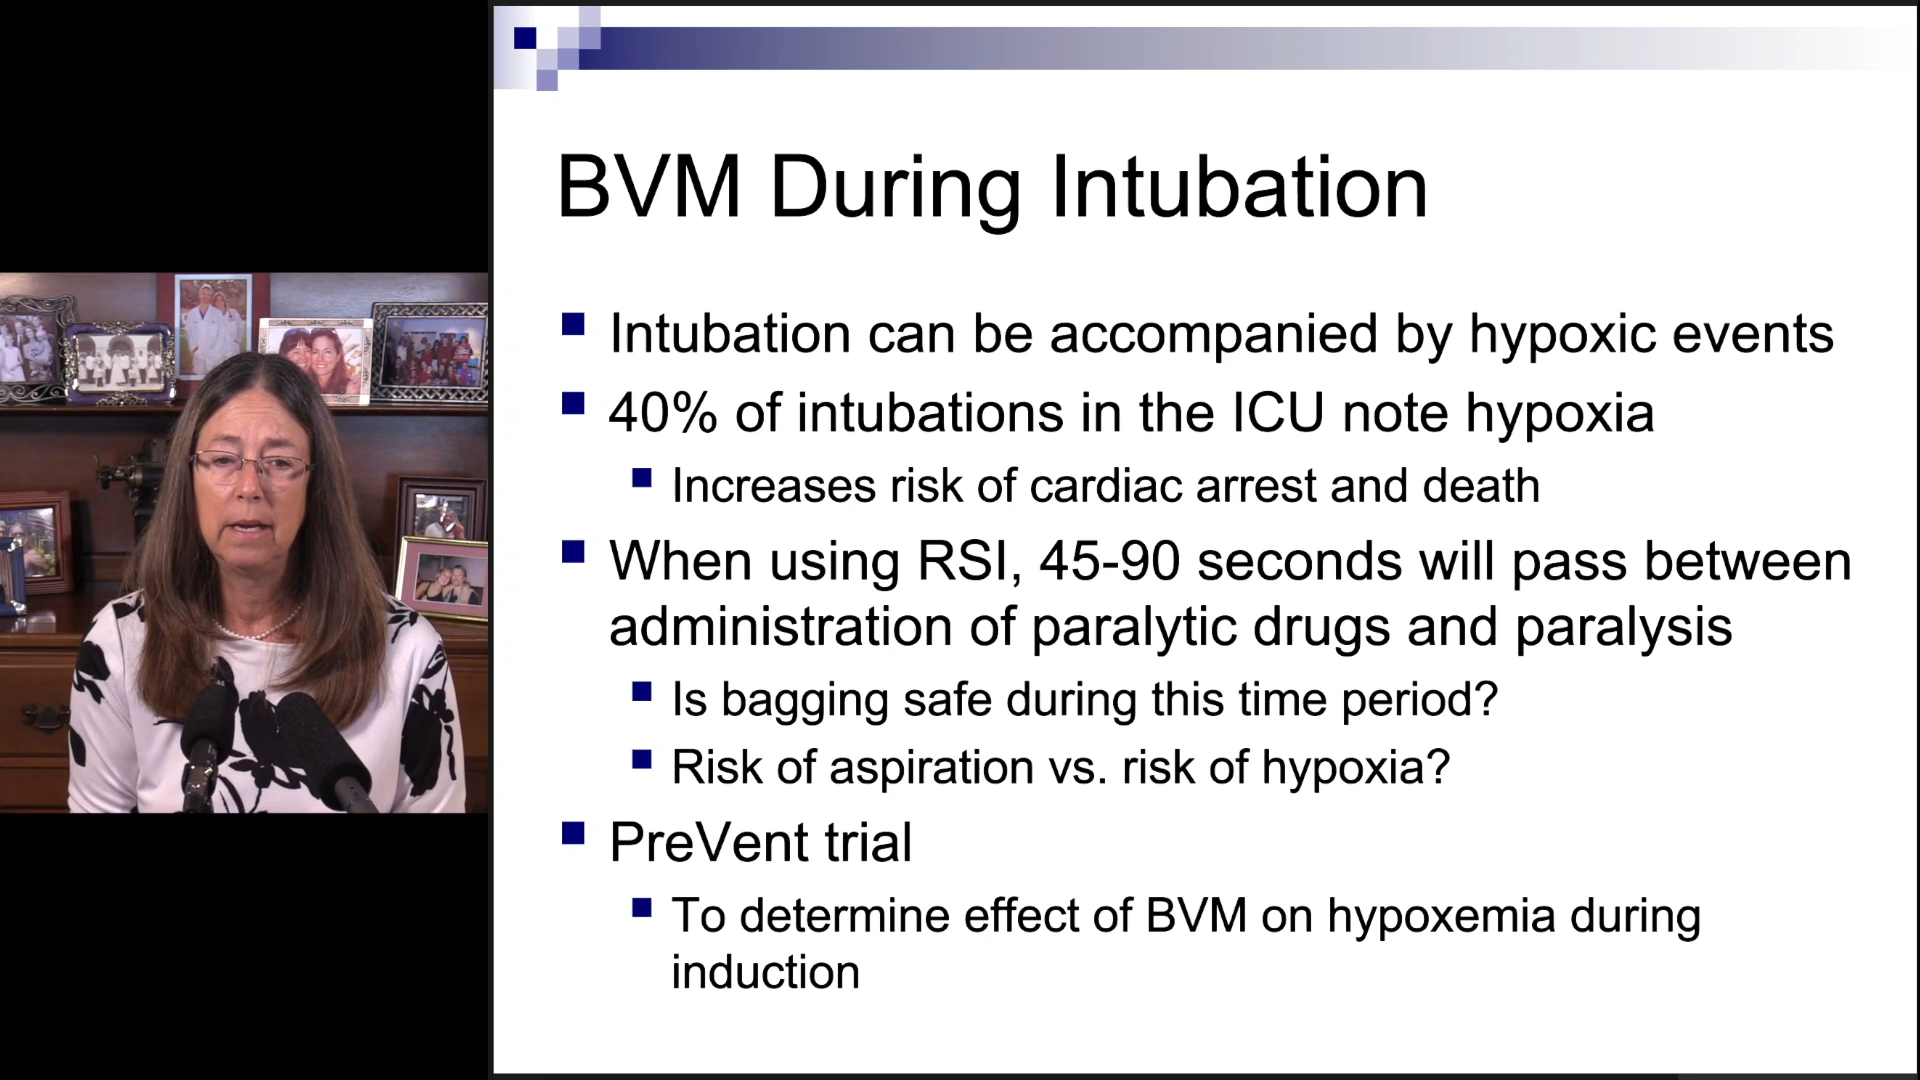 BVM During Intubation
Intubation can be accompanied by hypoxic events
40% of intubations in the ICU note hypoxia
Increases risk of cardiac arrest and death
When using RSI, 45-90 seconds will pass between
administration of paralytic drugs and paralysis
Is bagging safe during this time period?
Risk of aspiration vs. risk of hypoxia?
PreVent trial
To determine effect of BVM on hypoxemia during
induction